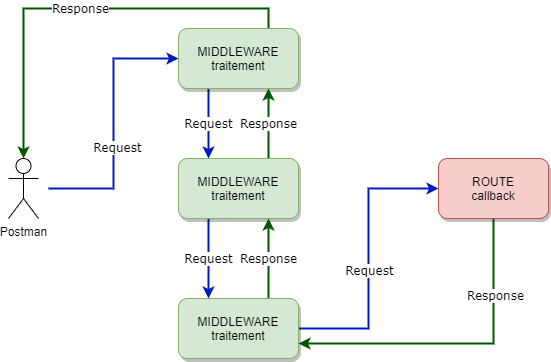 Response
MIDDLEWARE
traitement
Request
Request
Response
MIDDLEWARE
traitement
ROUTE
callback
Postman
Request
Response
Request
Response
MIDDLEWARE
traitement